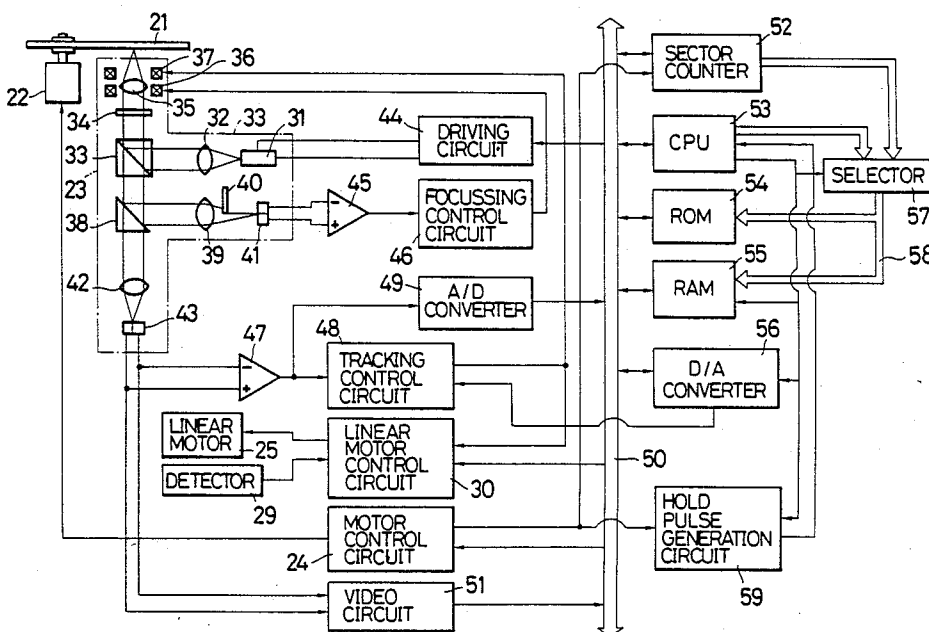 21
22
37
36
35
34
33
23
32
33
31
40
38
39
41
42
43
44
DRIVING
CIRCUIT
45
FOCUSSING
CONTROL
CIRCUIT
46
49
A/D
CONVERTER
47
48
TRACKING
CONTROL
CIRCUIT
LINEAR
MOTOR
25
DETECTOR
29
LINEAR
MOTOR
CONTROL
CIRCUIT
30
MOTOR
CONTROL
CIRCUIT
24
VIDEO
CIRCUIT
51
50
52
SECTOR
COUNTER
53
CPU
SELECTOR
57
54
ROM
58
55
RAM
56
D/A
CONVERTER
HOLD
PULSE
GENERATION
CIRCUIT
59